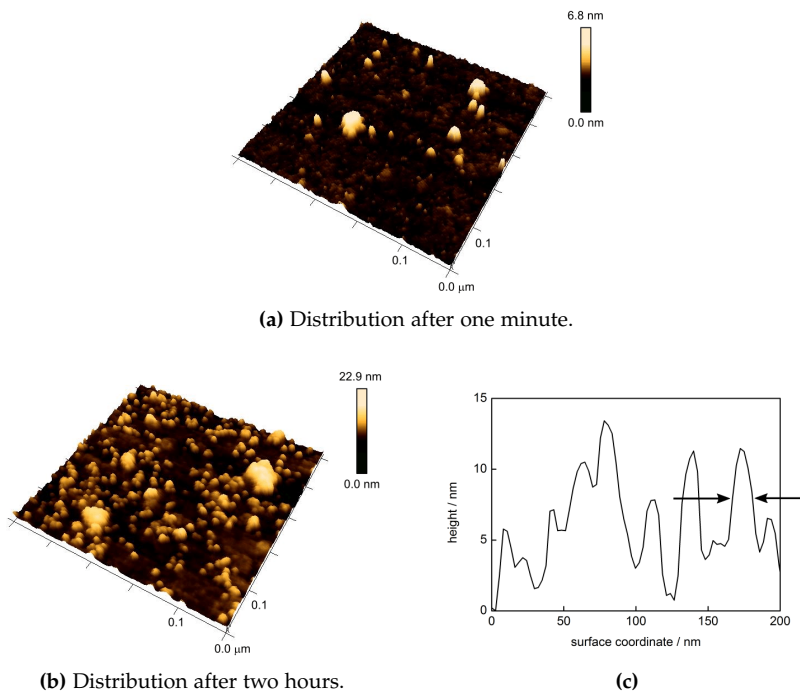 6.8 nm
0.0 nm
0.1
0.1
0.0 µm
(a) Distribution after one minute.
22.9 nm
0.0 nm
0.1
0.1
0.0 µm
(b) Distribution after two hours.
15
10
5
0
height / nm
0 50 100 150 200
surface coordinate / nm
(c)